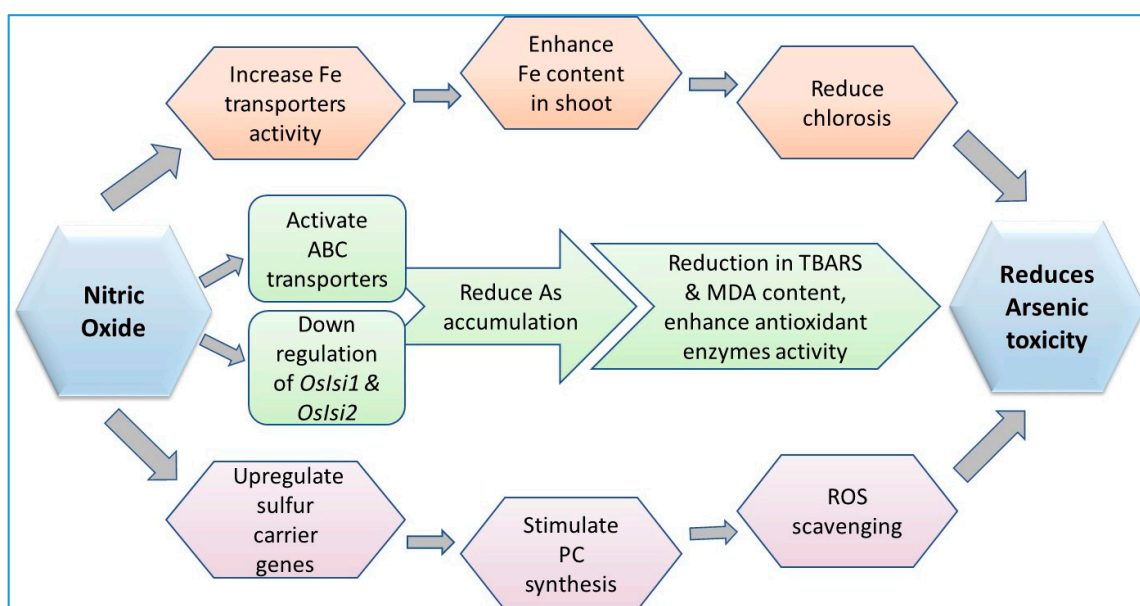 Increase Fe
transporters
activity
Enhance
Fe content
in shoot
Reduce
chlorosis
Nitric
Oxide
Activate
ABC
transporters
Down
regulation
of OsIsi1 &
OsIsi2
Reduce As
accumulation
Reduction in TBARS
& MDA content,
enhance antioxidant
enzymes activity
Reduces
Arsenic
toxicity
Upregulate
sulfur
carrier
genes
Stimulate
PC
synthesis
ROS
scavenging